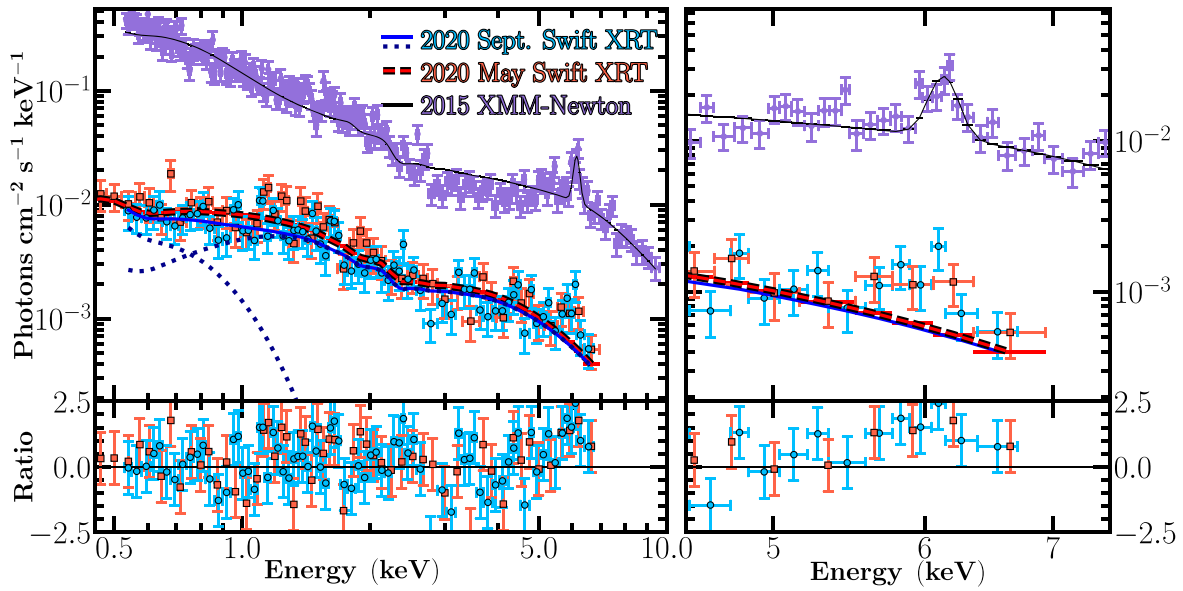 Photons cm⁻² s⁻¹ keV⁻¹
10⁻¹
10⁻²
10⁻³
2020 Sept. Swift XRT
2020 May Swift XRT
2015 XMM-Newton
10⁻²
10⁻³
Ratio
2.5
0.0
−2.5
2.5
0.0
−2.5
0.5 1.0 5.0 10.0
5 6 7
Energy (keV)
Energy (keV)